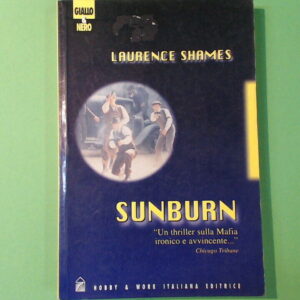 GIALLO
&
NERO
LAURENCE SHAMES
SUNBURN
"Un thriller sulla Mafia
ironico e avvincente..."
Chicago Tribune
HOBBY & WORK ITALIANA EDITRICE